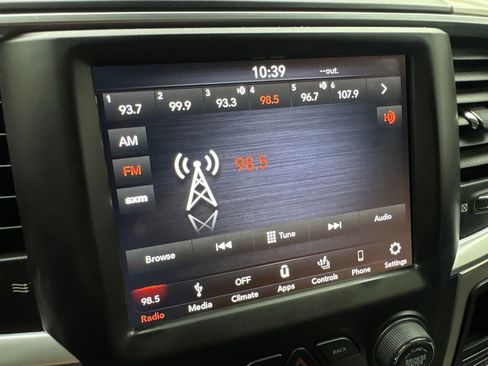 10:39 --out.
1 93.7 2 99.9 3 93.3 4 98.5 5 96.7 6 107.9
AM
FM 98.5
sxm
Browse Tune Audio
98.5 OFF
Radio Media Climate Apps Controls Phone Settings
BACK